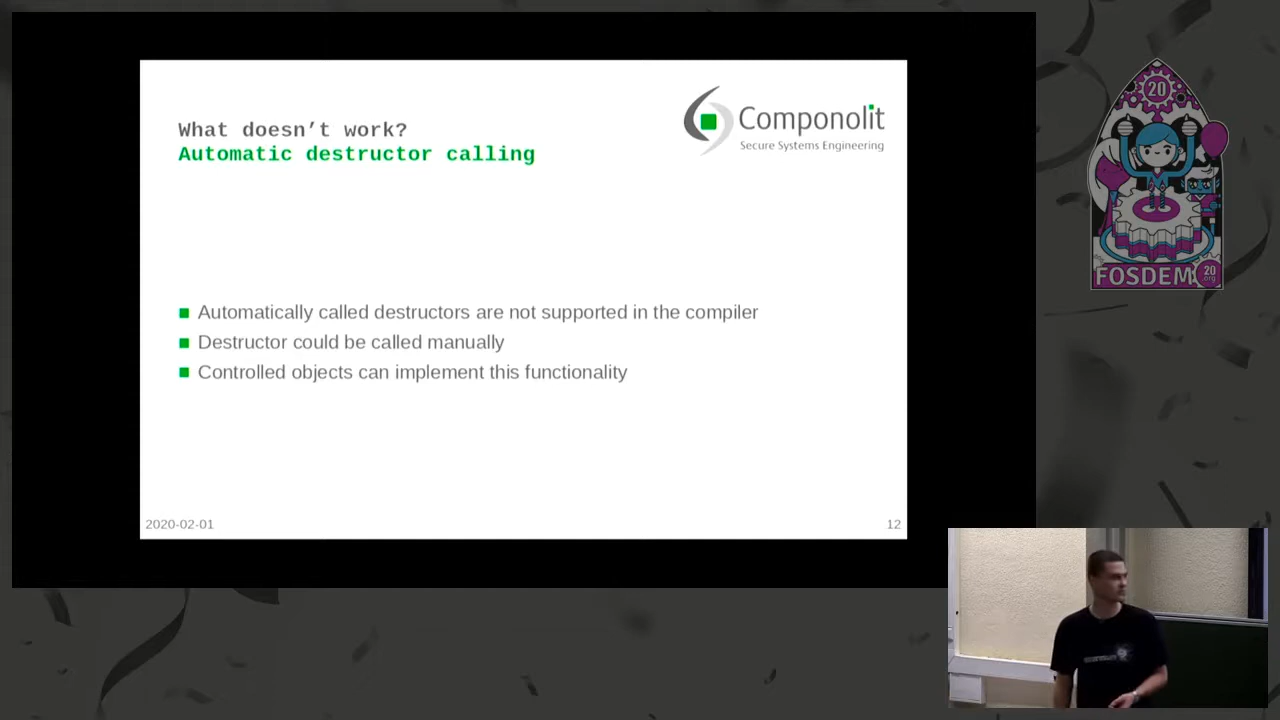 What doesn't work?
Automatic destructor calling
Componolit
Secure Systems Engineering
Automatically called destructors are not supported in the compiler
Destructor could be called manually
Controlled objects can implement this functionality
2020-02-01
12
20
FOSDEM
20
.org